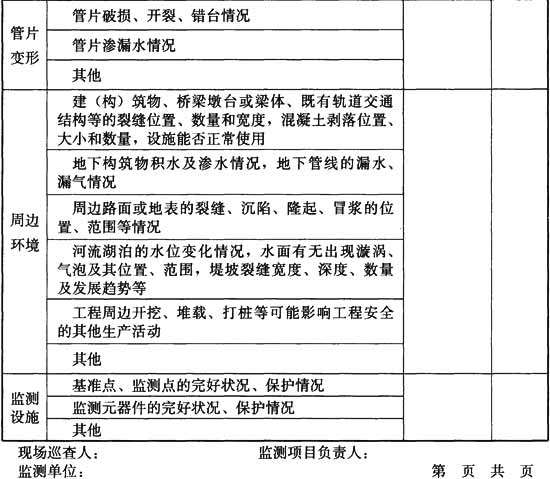 管片破损、开裂、错台情况
管片
变形
管片渗漏水情况
其他
建（构）筑物、桥梁墩台或梁体、既有轨道交通
结构等的裂缝位置、数量和宽度，混凝土剥落位置、
大小和数量，设施能否正常使用
地下构筑物积水及渗水情况，地下管线的漏水、
漏气情况
周边
环境
周边路面或地表的裂缝、沉陷、隆起、冒浆的位
置、范围等情况
河流湖泊的水位变化情况，水面有无出现漩涡、
气泡及其位置、范围，堤坡裂缝宽度、深度、数量
及发展趋势等
工程周边开挖、堆载、打桩等可能影响工程安全
的其他生产活动
其他
监测
设施
基准点、监测点的完好状况、保护情况
监测元器件的完好状况、保护情况
其他
现场巡查人： 监测项目负责人：
监测单位： 第 页 共 页